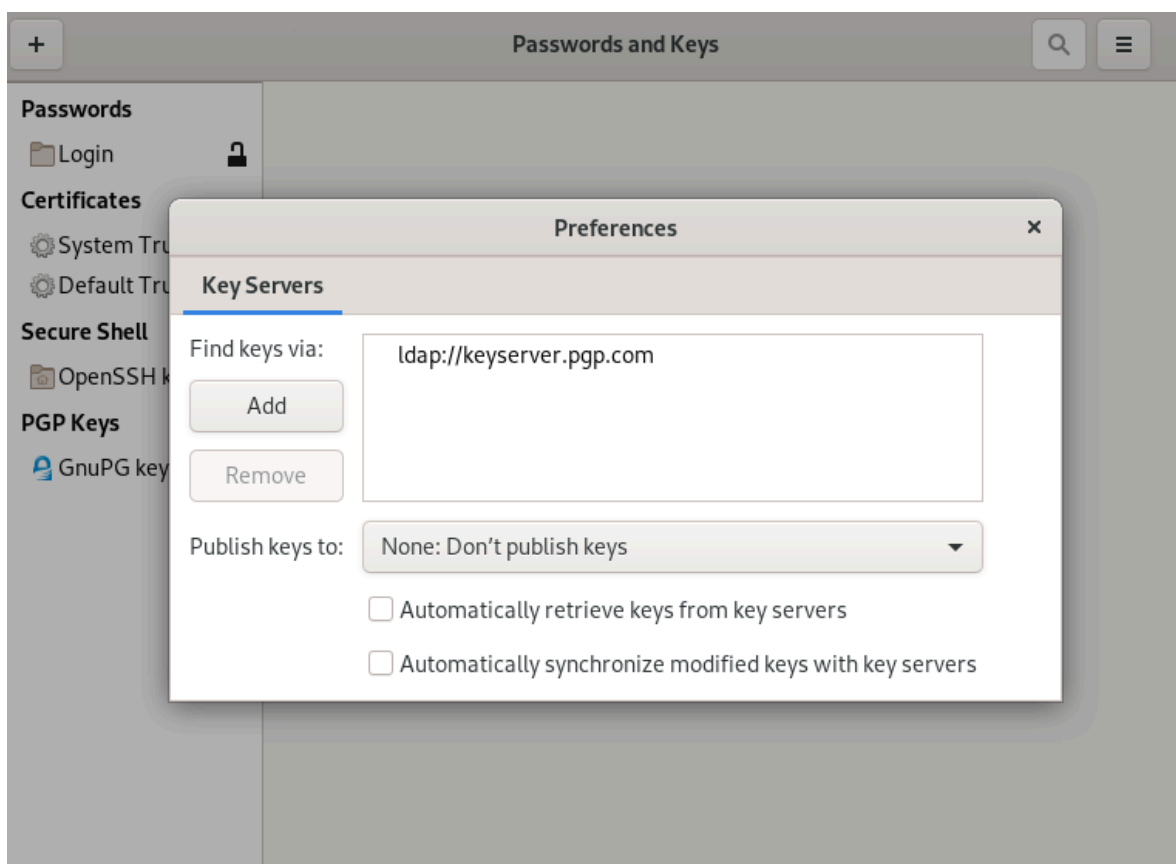 Passwords and Keys
Passwords
Login
Certificates
System Tru
Default Tru
Secure Shell
OpenSSH k
PGP Keys
GnuPG key
Preferences
Key Servers
Find keys via:
ldap://keyserver.pgp.com
Add
Remove
Publish keys to:
None: Don’t publish keys
Automatically retrieve keys from key servers
Automatically synchronize modified keys with key servers